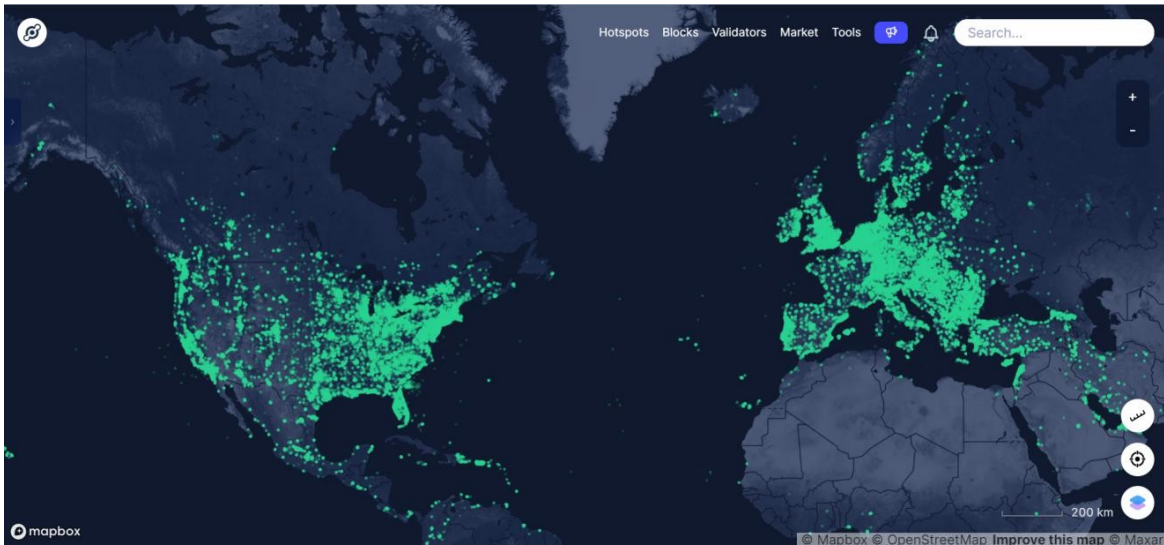 Hotspots Blocks Validators Market Tools Search...
+
-
200 km
mapbox
© Mapbox © OpenStreetMap Improve this map © Maxar